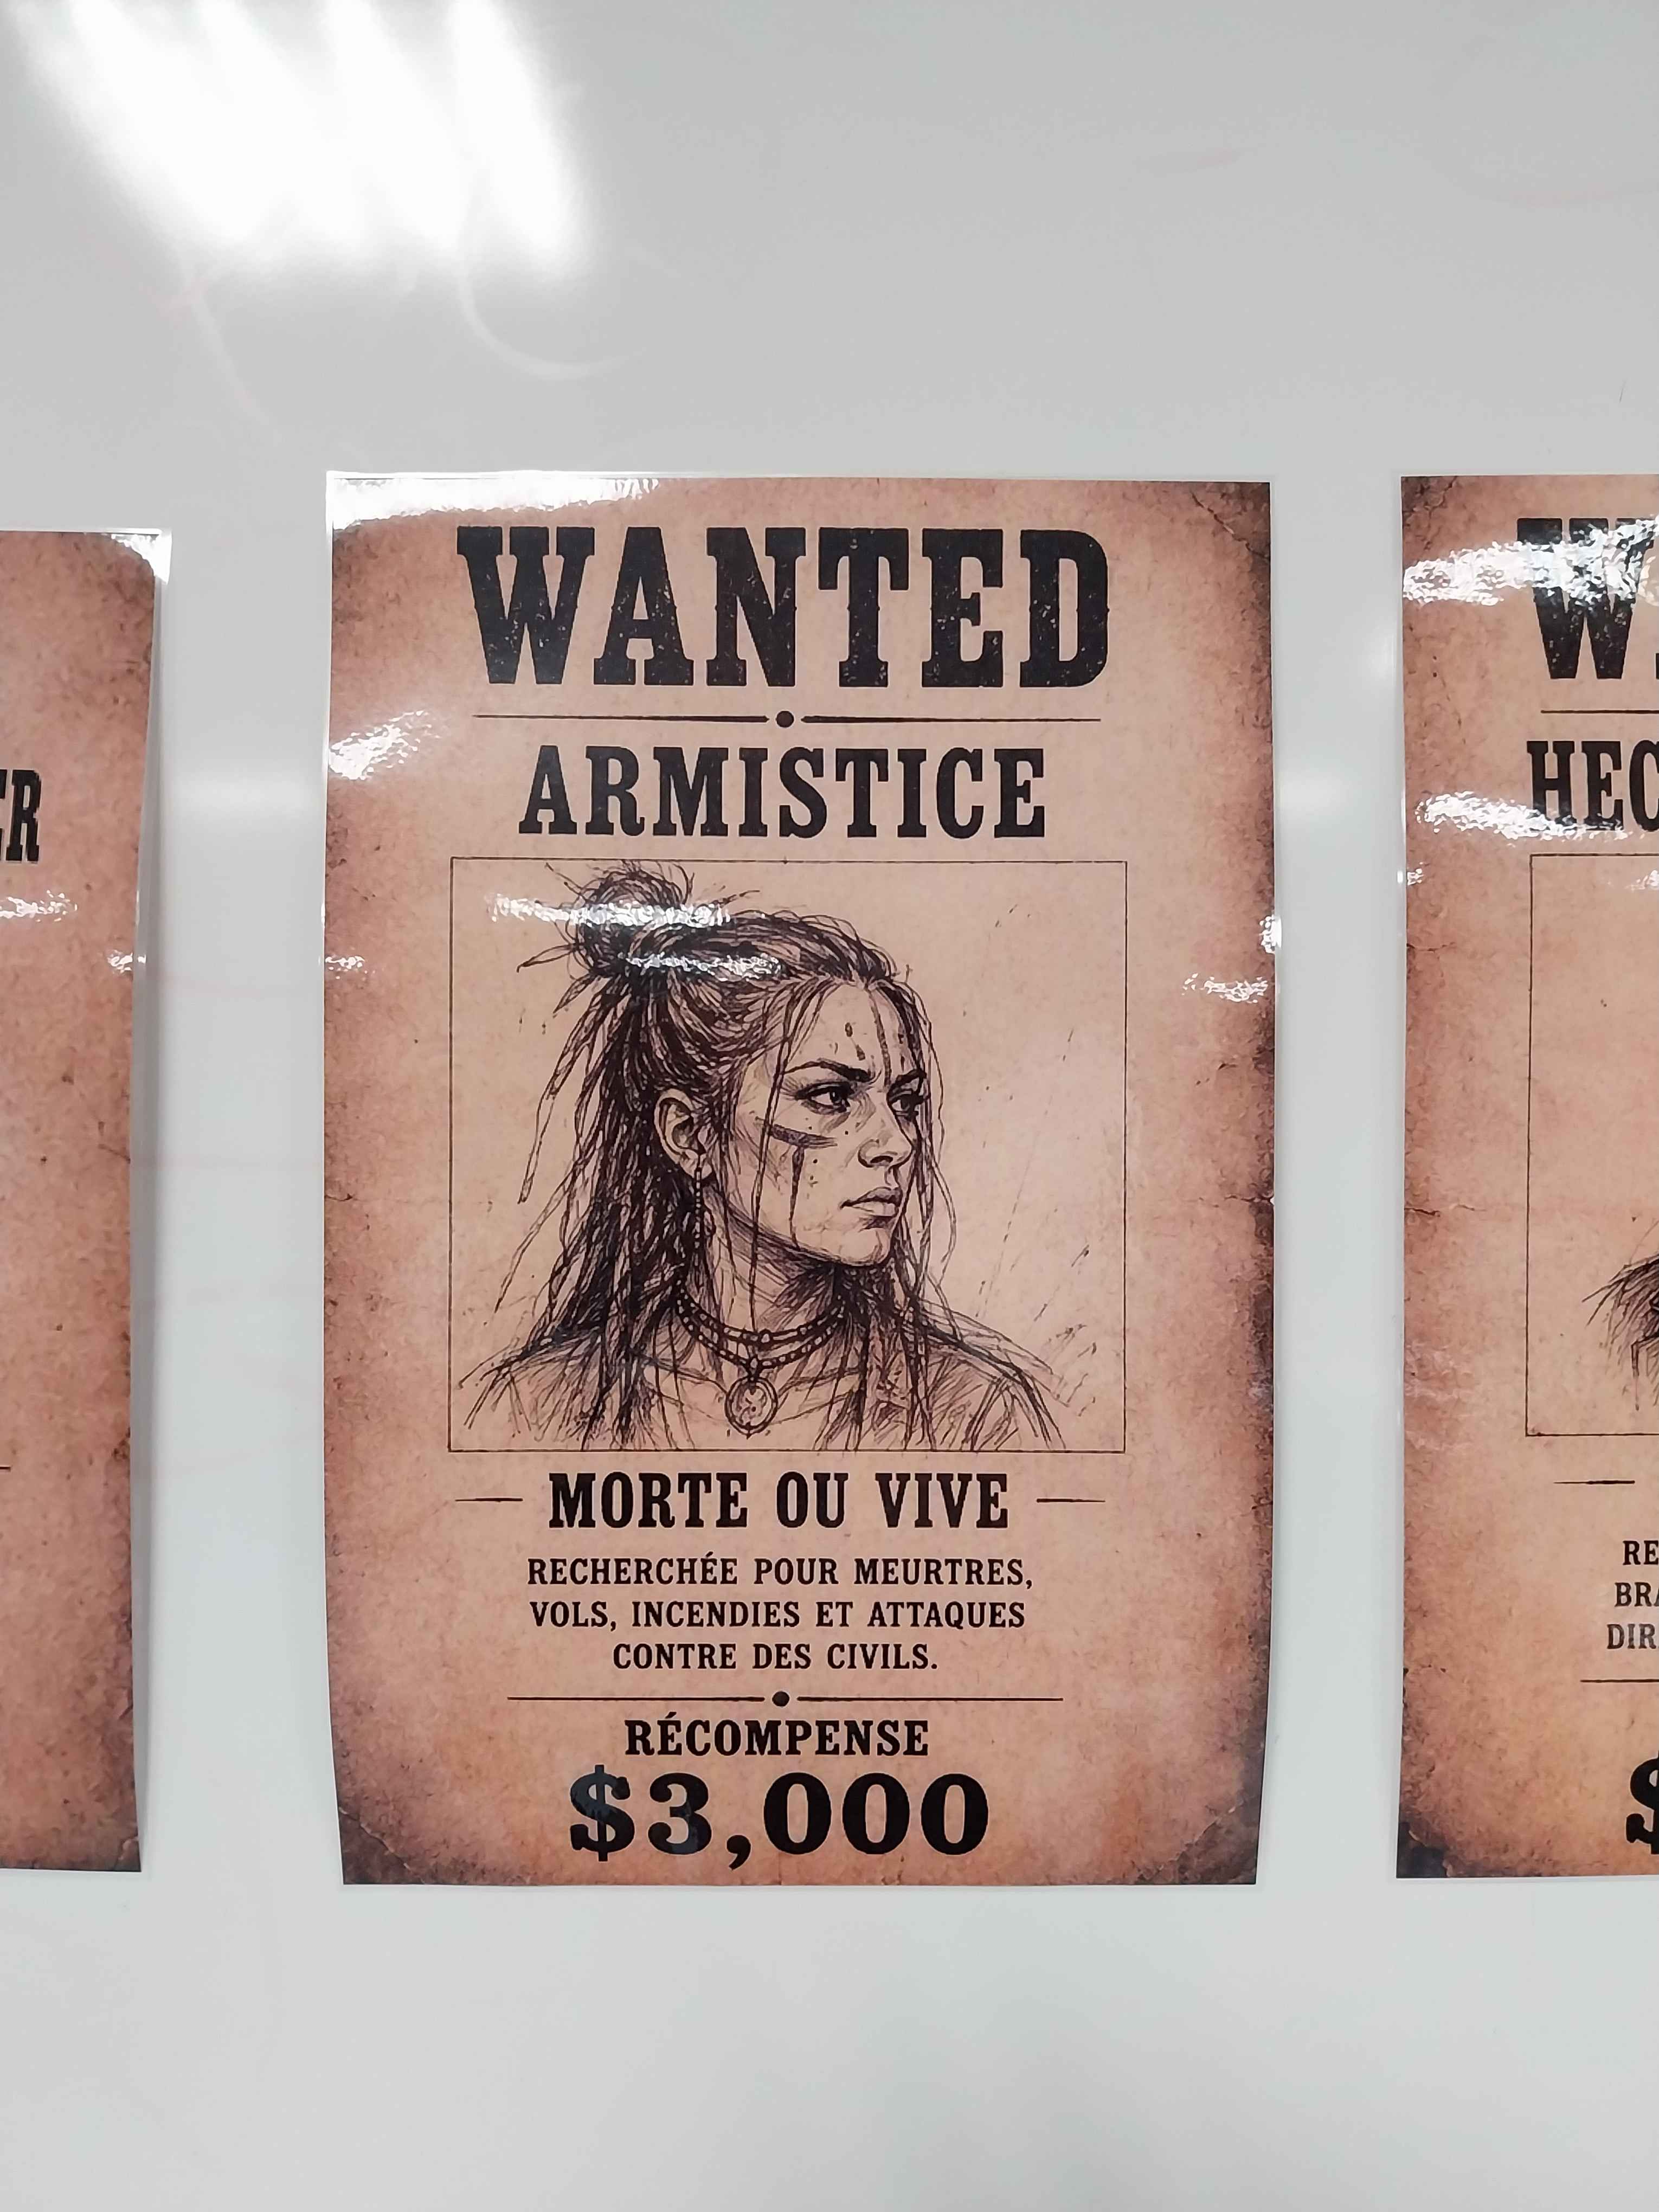 WANTED
ARMISTICE
MORTE OU VIVE
RECHERCHÉE POUR MEURTRES,
VOLS, INCENDIES ET ATTAQUES
CONTRE DES CIVILS.
RÉCOMPENSE
$3,000